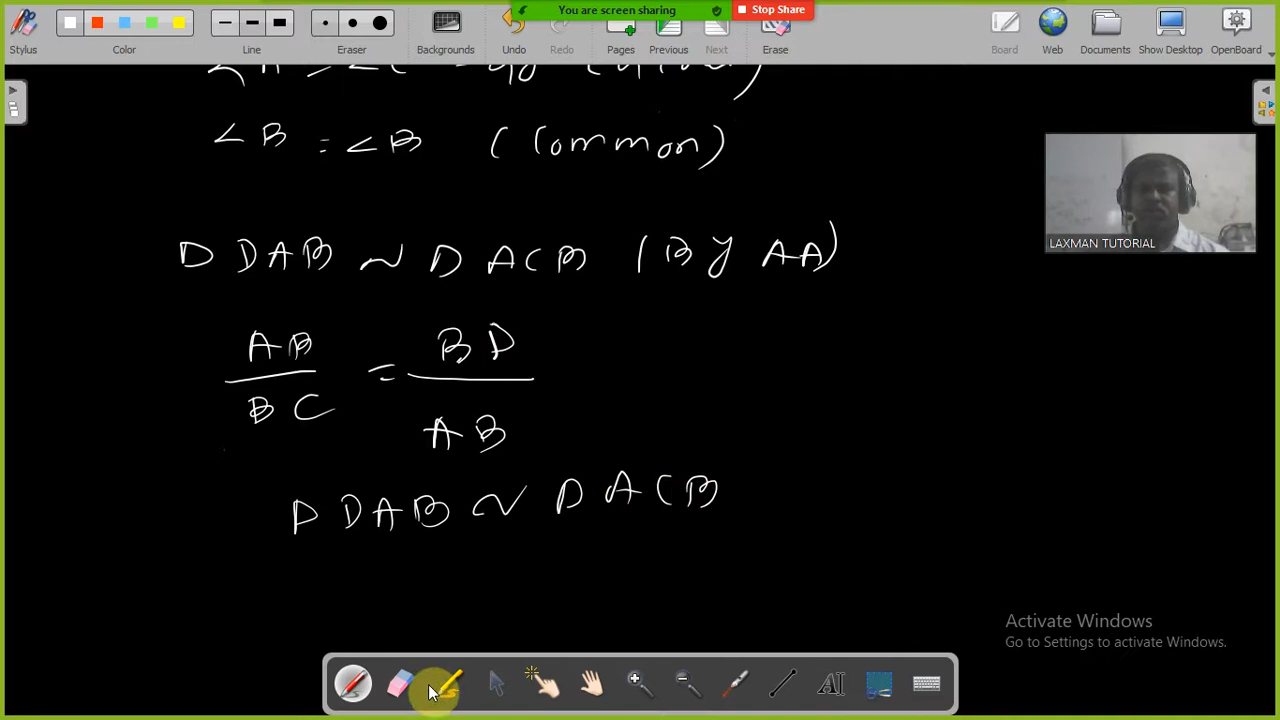 You are screen sharing Stop Share
Stylus Color Line Eraser Backgrounds Undo Redo Pages Previous Next Erase Board Web Documents Show Desktop OpenBoard
∠B = ∠B (Common)
LAXMAN TUTORIAL
D DAB ~ D ACB (By AA)
AB/BC = BD/AB
D DAB ~ D ACB
Activate Windows
Go to Settings to activate Windows.